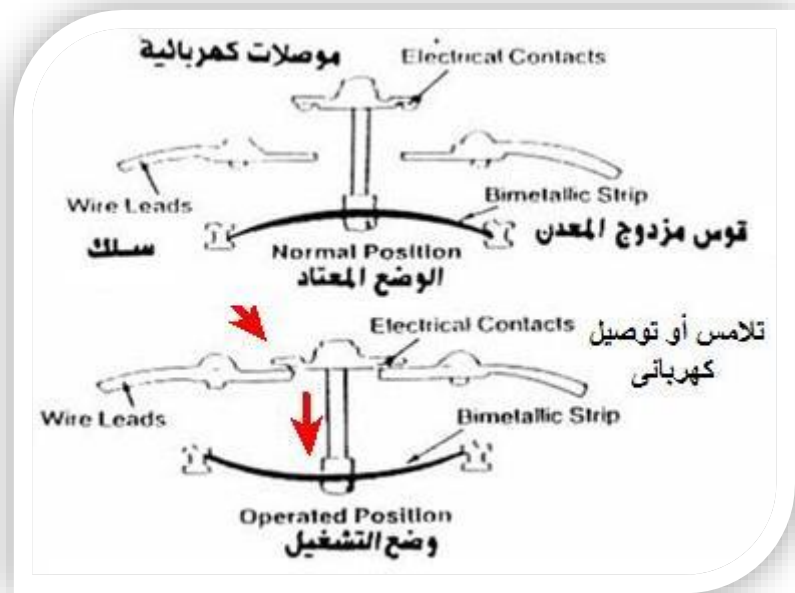 موصلات كهربائية
Electrical Contacts
Wire Leads
سلك
Bimetallic Strip
قوس مزدوج المعدن
Normal Position
الوضع المعتاد
Electrical Contacts
تلامس أو توصيل
كهربائى
Wire Leads
Bimetallic Strip
Operated Position
وضع التشغيل